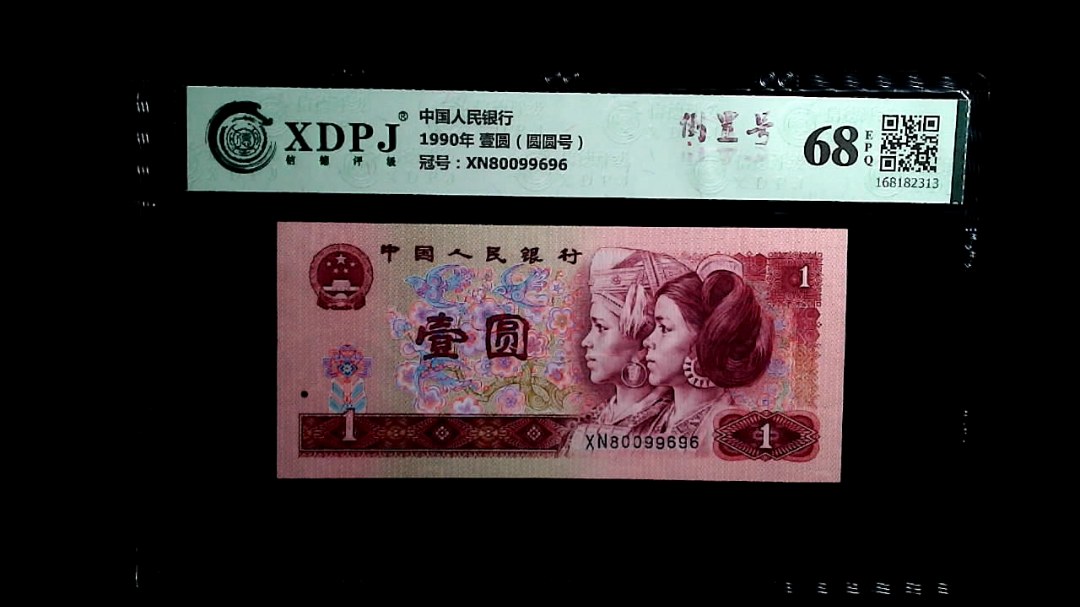 XDPJ®
信德评级
中国人民银行
1990年 壹圆（圆圆号）
冠号：XN80099696
倒置号
68 EPQ
168182313
中国人民银行
1
壹圆
XN80099696
1
1